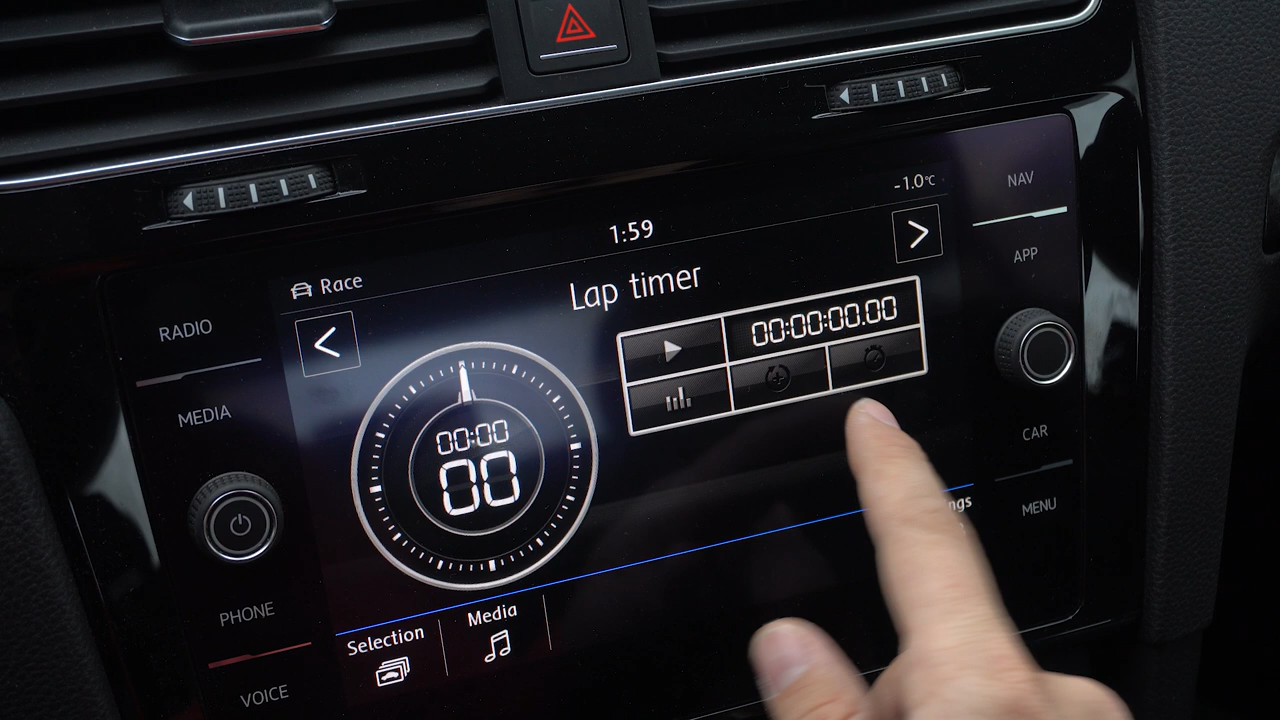 -1.0°C
1:59
NAV
Race
Lap timer
APP
RADIO
00:00:00.00
MEDIA
00:00
00
CAR
MENU
PHONE
Selection
Media
VOICE